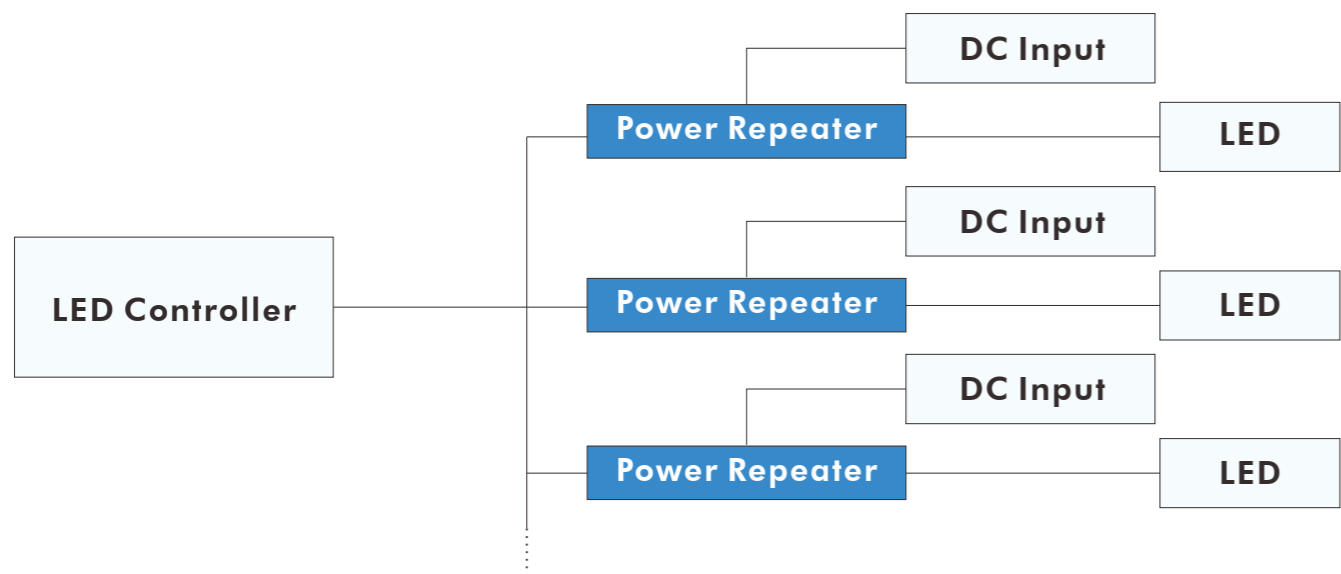 DC Input
Power Repeater
LED
DC Input
LED Controller
Power Repeater
LED
DC Input
Power Repeater
LED